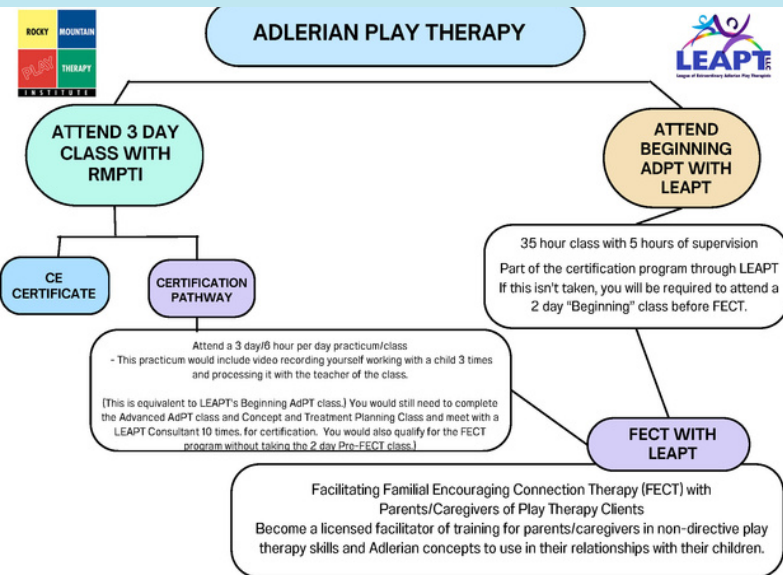 ROCKY MOUNTAIN
PLAY THERAPY
INSTITUTE
ADLERIAN PLAY THERAPY
LEAPT LLC
League of Extraordinary Adlerian Play Therapists
ATTEND 3 DAY
CLASS WITH
RMPTI
ATTEND
BEGINNING
ADPT WITH
LEAPT
CE
CERTIFICATE
CERTIFICATION
PATHWAY
35 hour class with 5 hours of supervision
Part of the certification program through LEAPT
If this isn't taken, you will be required to attend a
2 day "Beginning" class before FECT.
Attend a 3 day/6 hour per day practicum/class
- This practicum would include video recording yourself working with a child 3 times
and processing it with the teacher of the class.
(This is equivalent to LEAPT's Beginning AdPT class.) You would still need to complete
the Advanced AdPT class and Concept and Treatment Planning Class and meet with a
LEAPT Consultant 10 times. for certification. You would also qualify for the FECT
program without taking the 2 day Pre-FECT class.)
FECT WITH
LEAPT
Facilitating Familial Encouraging Connection Therapy (FECT) with
Parents/Caregivers of Play Therapy Clients
Become a licensed facilitator of training for parents/caregivers in non-directive play
therapy skills and Adlerian concepts to use in their relationships with their children.